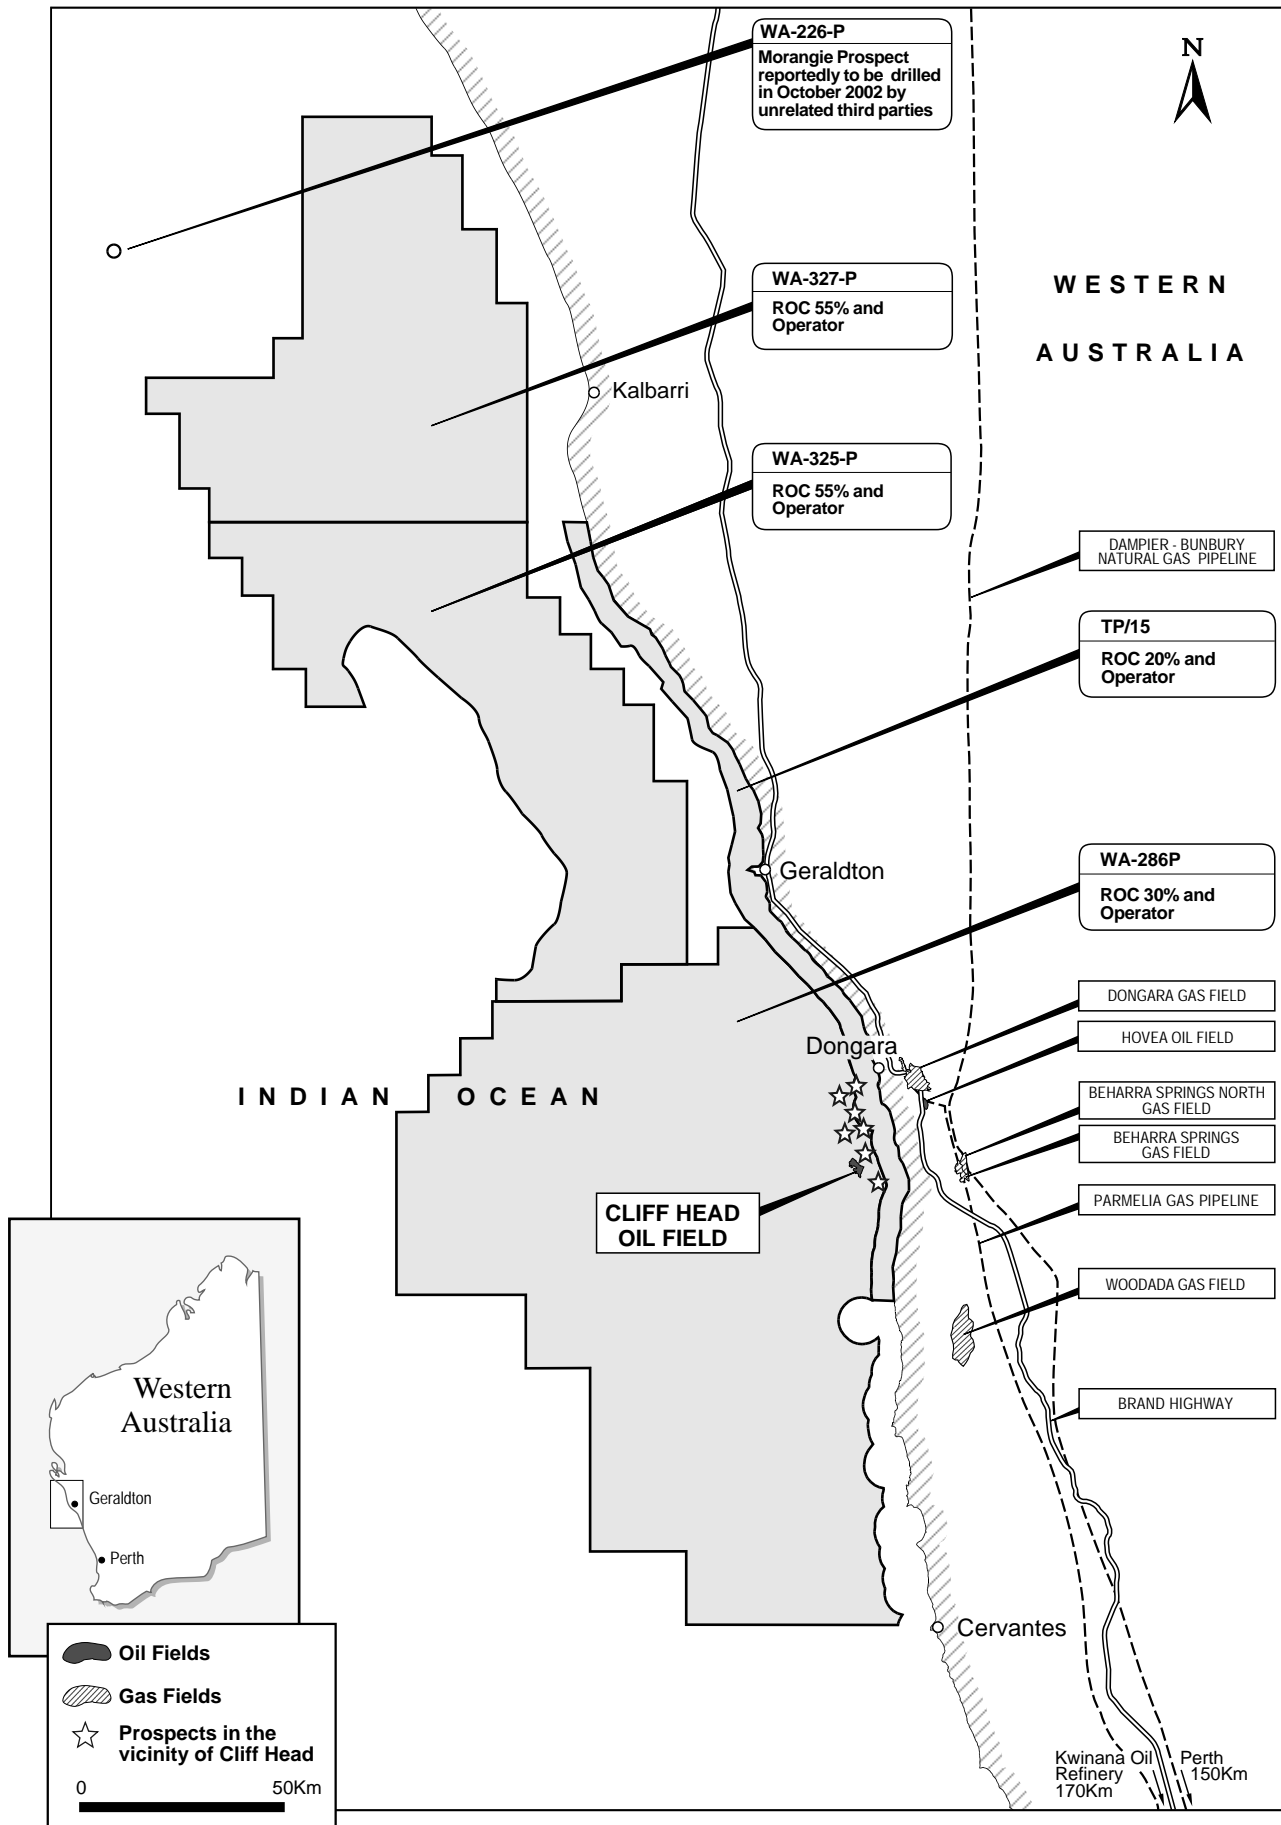 WA-226-P
Morangie Prospect
reportedly to be drilled
in October 2002 by
unrelated third parties
N
WA-327-P
ROC 55% and
Operator
WESTERN
AUSTRALIA
Kalbarri
WA-325-P
ROC 55% and
Operator
DAMPIER - BUNBURY
NATURAL GAS PIPELINE
TP/15
ROC 20% and
Operator
Geraldton
WA-286P
ROC 30% and
Operator
DONGARA GAS FIELD
HOVEA OIL FIELD
Dongara
INDIAN OCEAN
BEHARRA SPRINGS NORTH
GAS FIELD
BEHARRA SPRINGS
GAS FIELD
CLIFF HEAD
OIL FIELD
PARMELIA GAS PIPELINE
WOODADA GAS FIELD
BRAND HIGHWAY
Western
Australia
Geraldton
Perth
Cervantes
Oil Fields
Gas Fields
Prospects in the
vicinity of Cliff Head
0 50Km
Kwinana Oil
Refinery
170Km
Perth
150Km